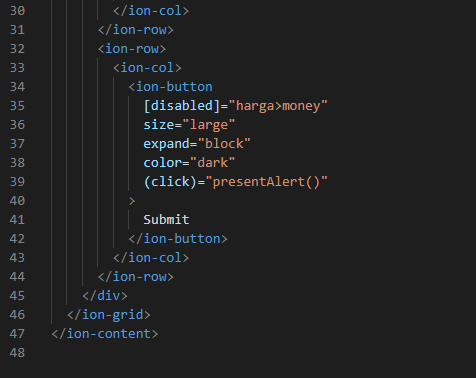 30 </ion-col>
31 </ion-row>
32 <ion-row>
33 <ion-col>
34 <ion-button
35 [disabled]="harga>money"
36 size="large"
37 expand="block"
38 color="dark"
39 (click)="presentAlert()"
40 >
41 Submit
42 </ion-button>
43 </ion-col>
44 </ion-row>
45 </div>
46 </ion-grid>
47 </ion-content>
48